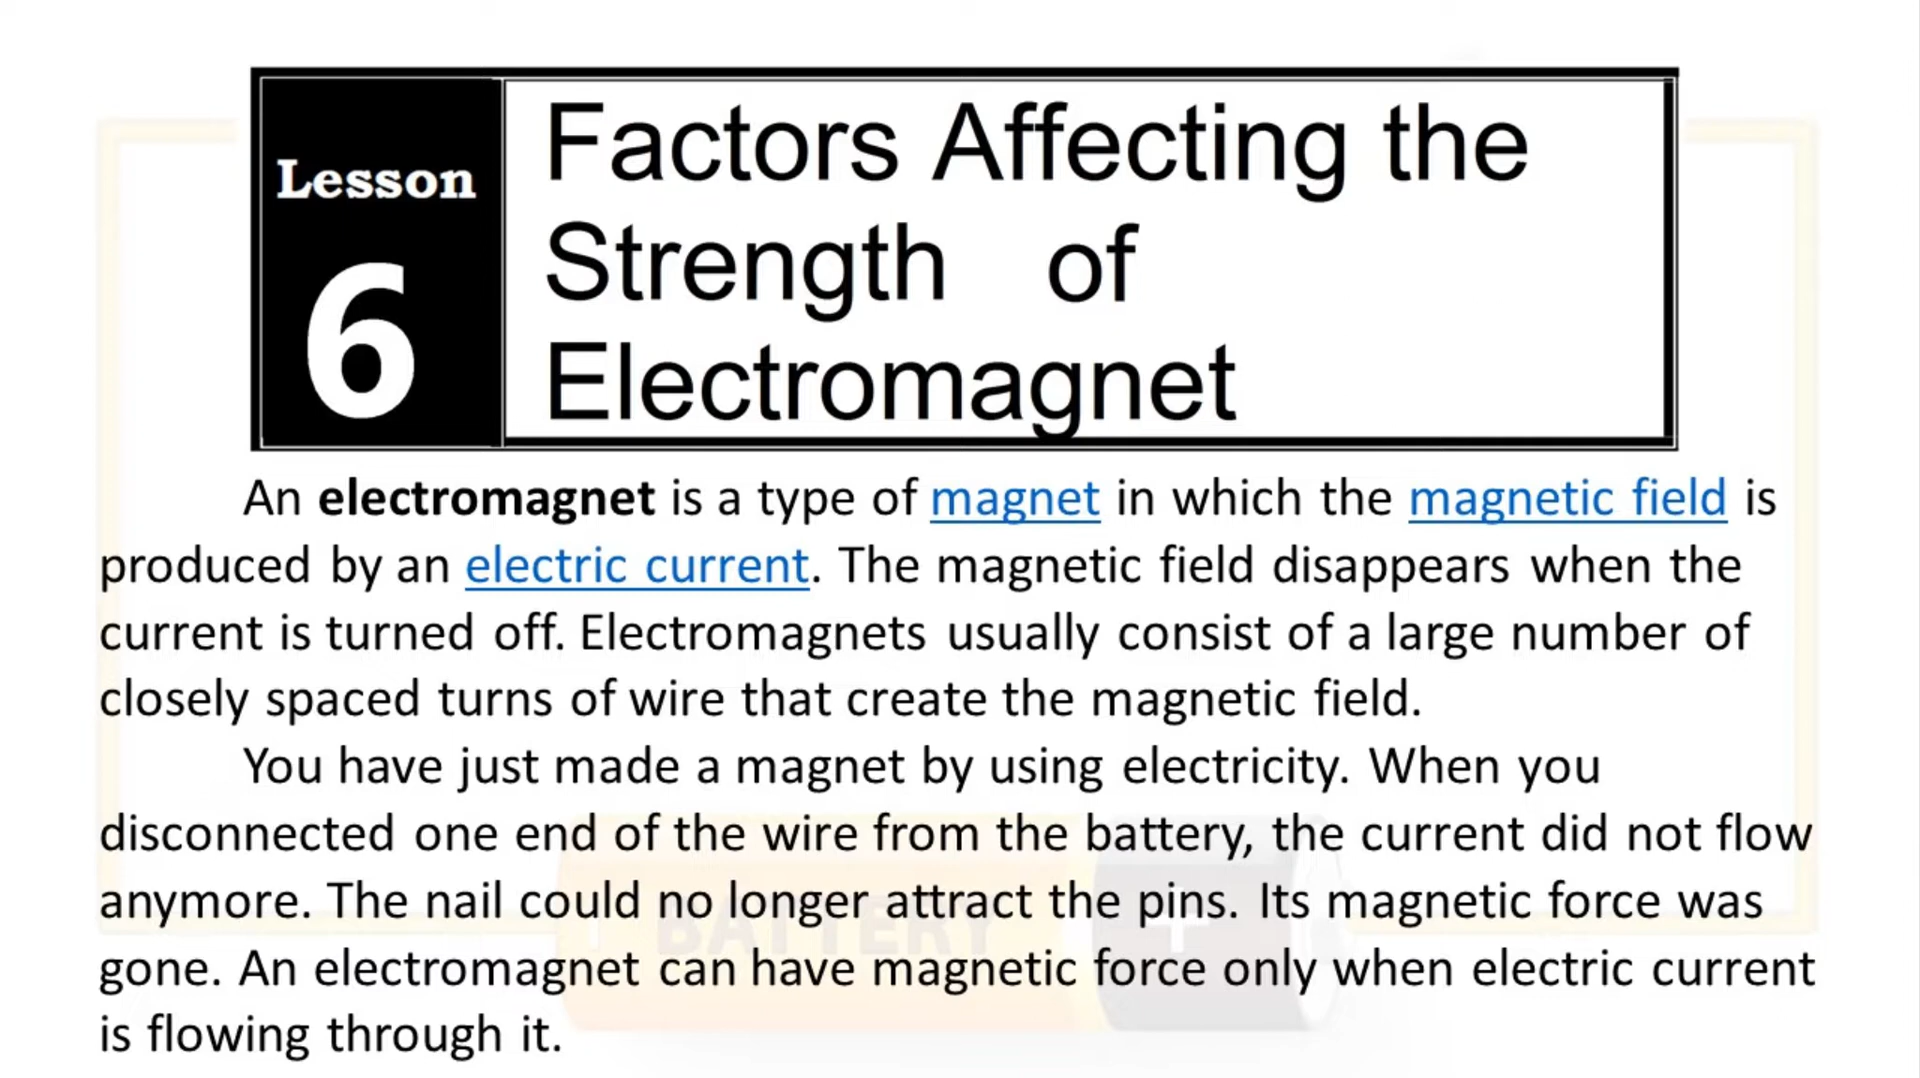 Lesson
6
Factors Affecting the
Strength of
Electromagnet
An electromagnet is a type of magnet in which the magnetic field is
produced by an electric current. The magnetic field disappears when the
current is turned off. Electromagnets usually consist of a large number of
closely spaced turns of wire that create the magnetic field.
You have just made a magnet by using electricity. When you
disconnected one end of the wire from the battery, the current did not flow
anymore. The nail could no longer attract the pins. Its magnetic force was
gone. An electromagnet can have magnetic force only when electric current
is flowing through it.
BATTERY
+